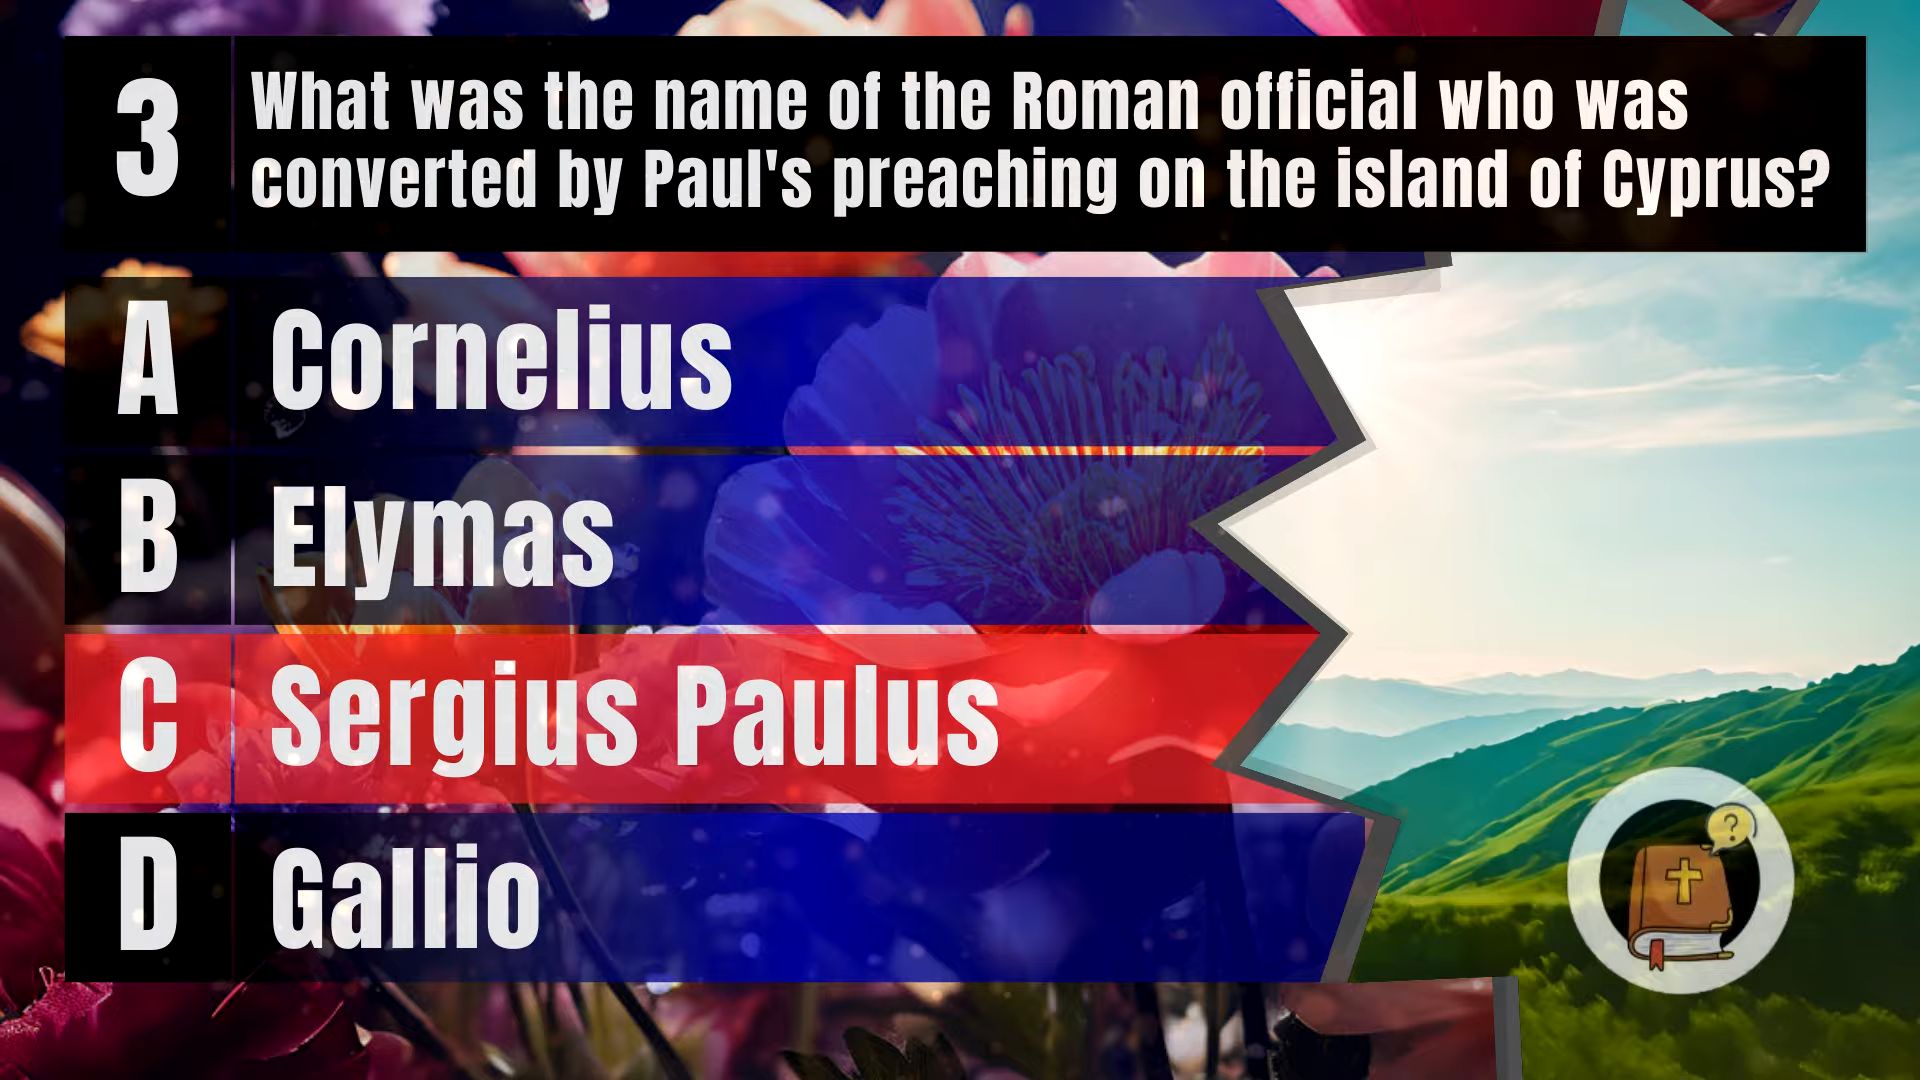 3
What was the name of the Roman official who was
converted by Paul's preaching on the island of Cyprus?
A Cornelius
B Elymas
C Sergius Paulus
D Gallio
?